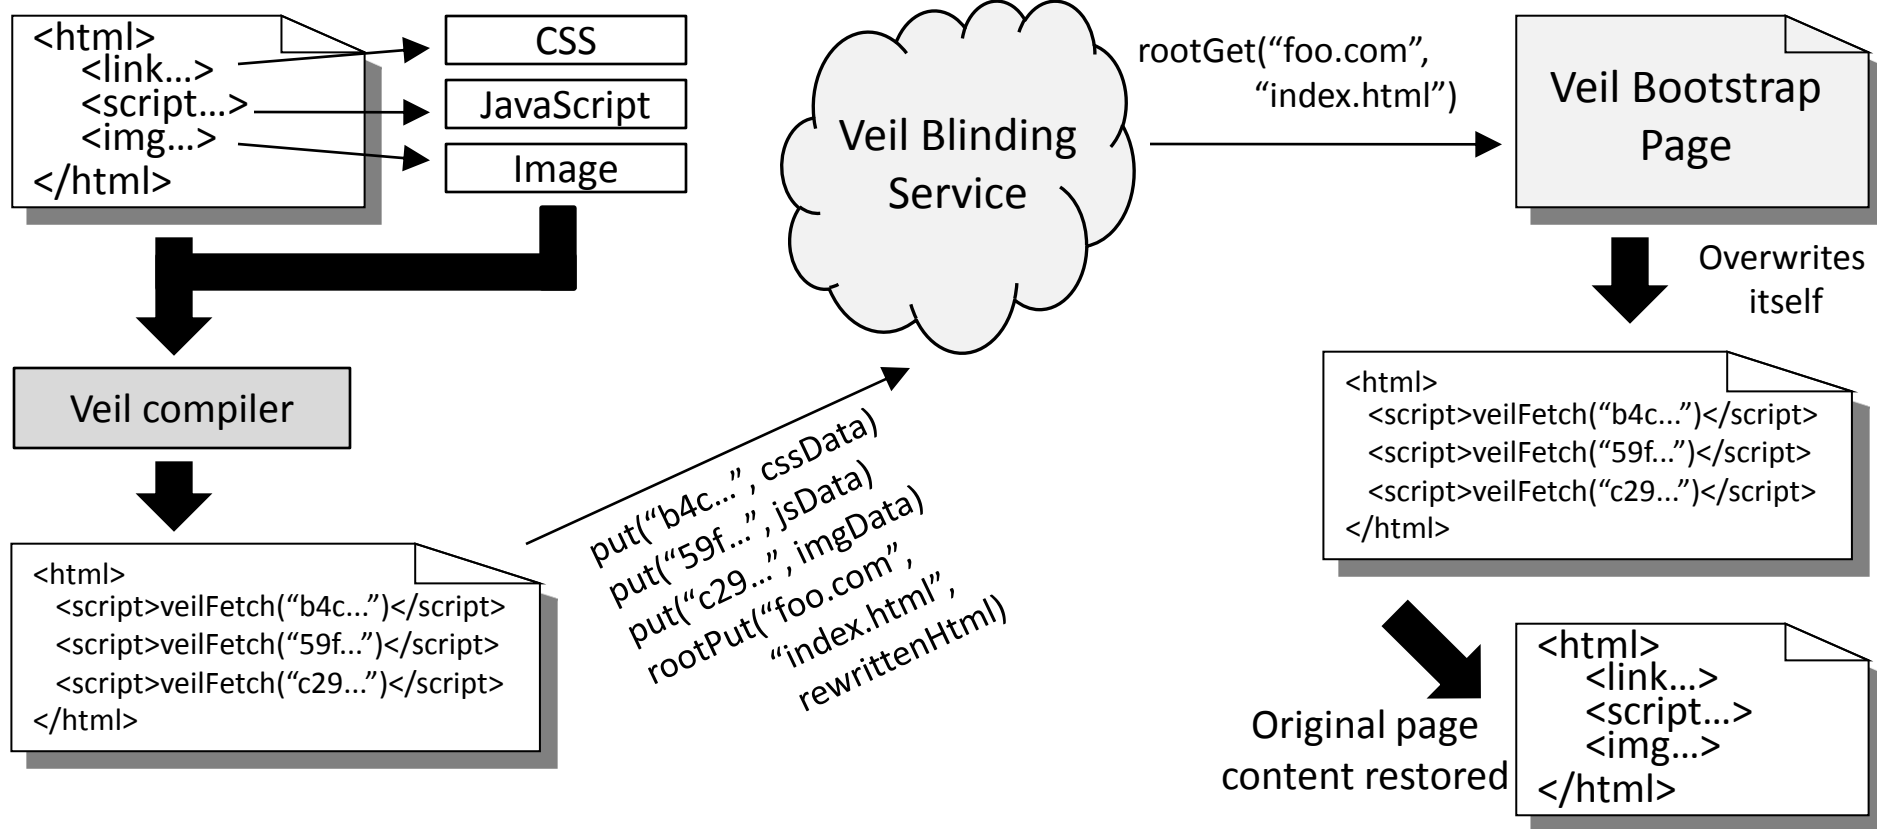 <html>
<link...>
<script...>
<img...>
</html>
CSS
JavaScript
Image
Veil compiler
<html>
<script>veilFetch(“b4c...”)</script>
<script>veilFetch(“59f...”)</script>
<script>veilFetch(“c29...”)</script>
</html>
put(“b4c...”, cssData)
put(“59f...”, jsData)
put(“c29...”, imgData)
rootPut(“foo.com”,
“index.html”,
rewrittenHtml)
Veil Blinding
Service
rootGet(“foo.com”,
“index.html”)
Veil Bootstrap
Page
Overwrites
itself
<html>
<script>veilFetch(“b4c...”)</script>
<script>veilFetch(“59f...”)</script>
<script>veilFetch(“c29...”)</script>
</html>
Original page
content restored
<html>
<link...>
<script...>
<img...>
</html>